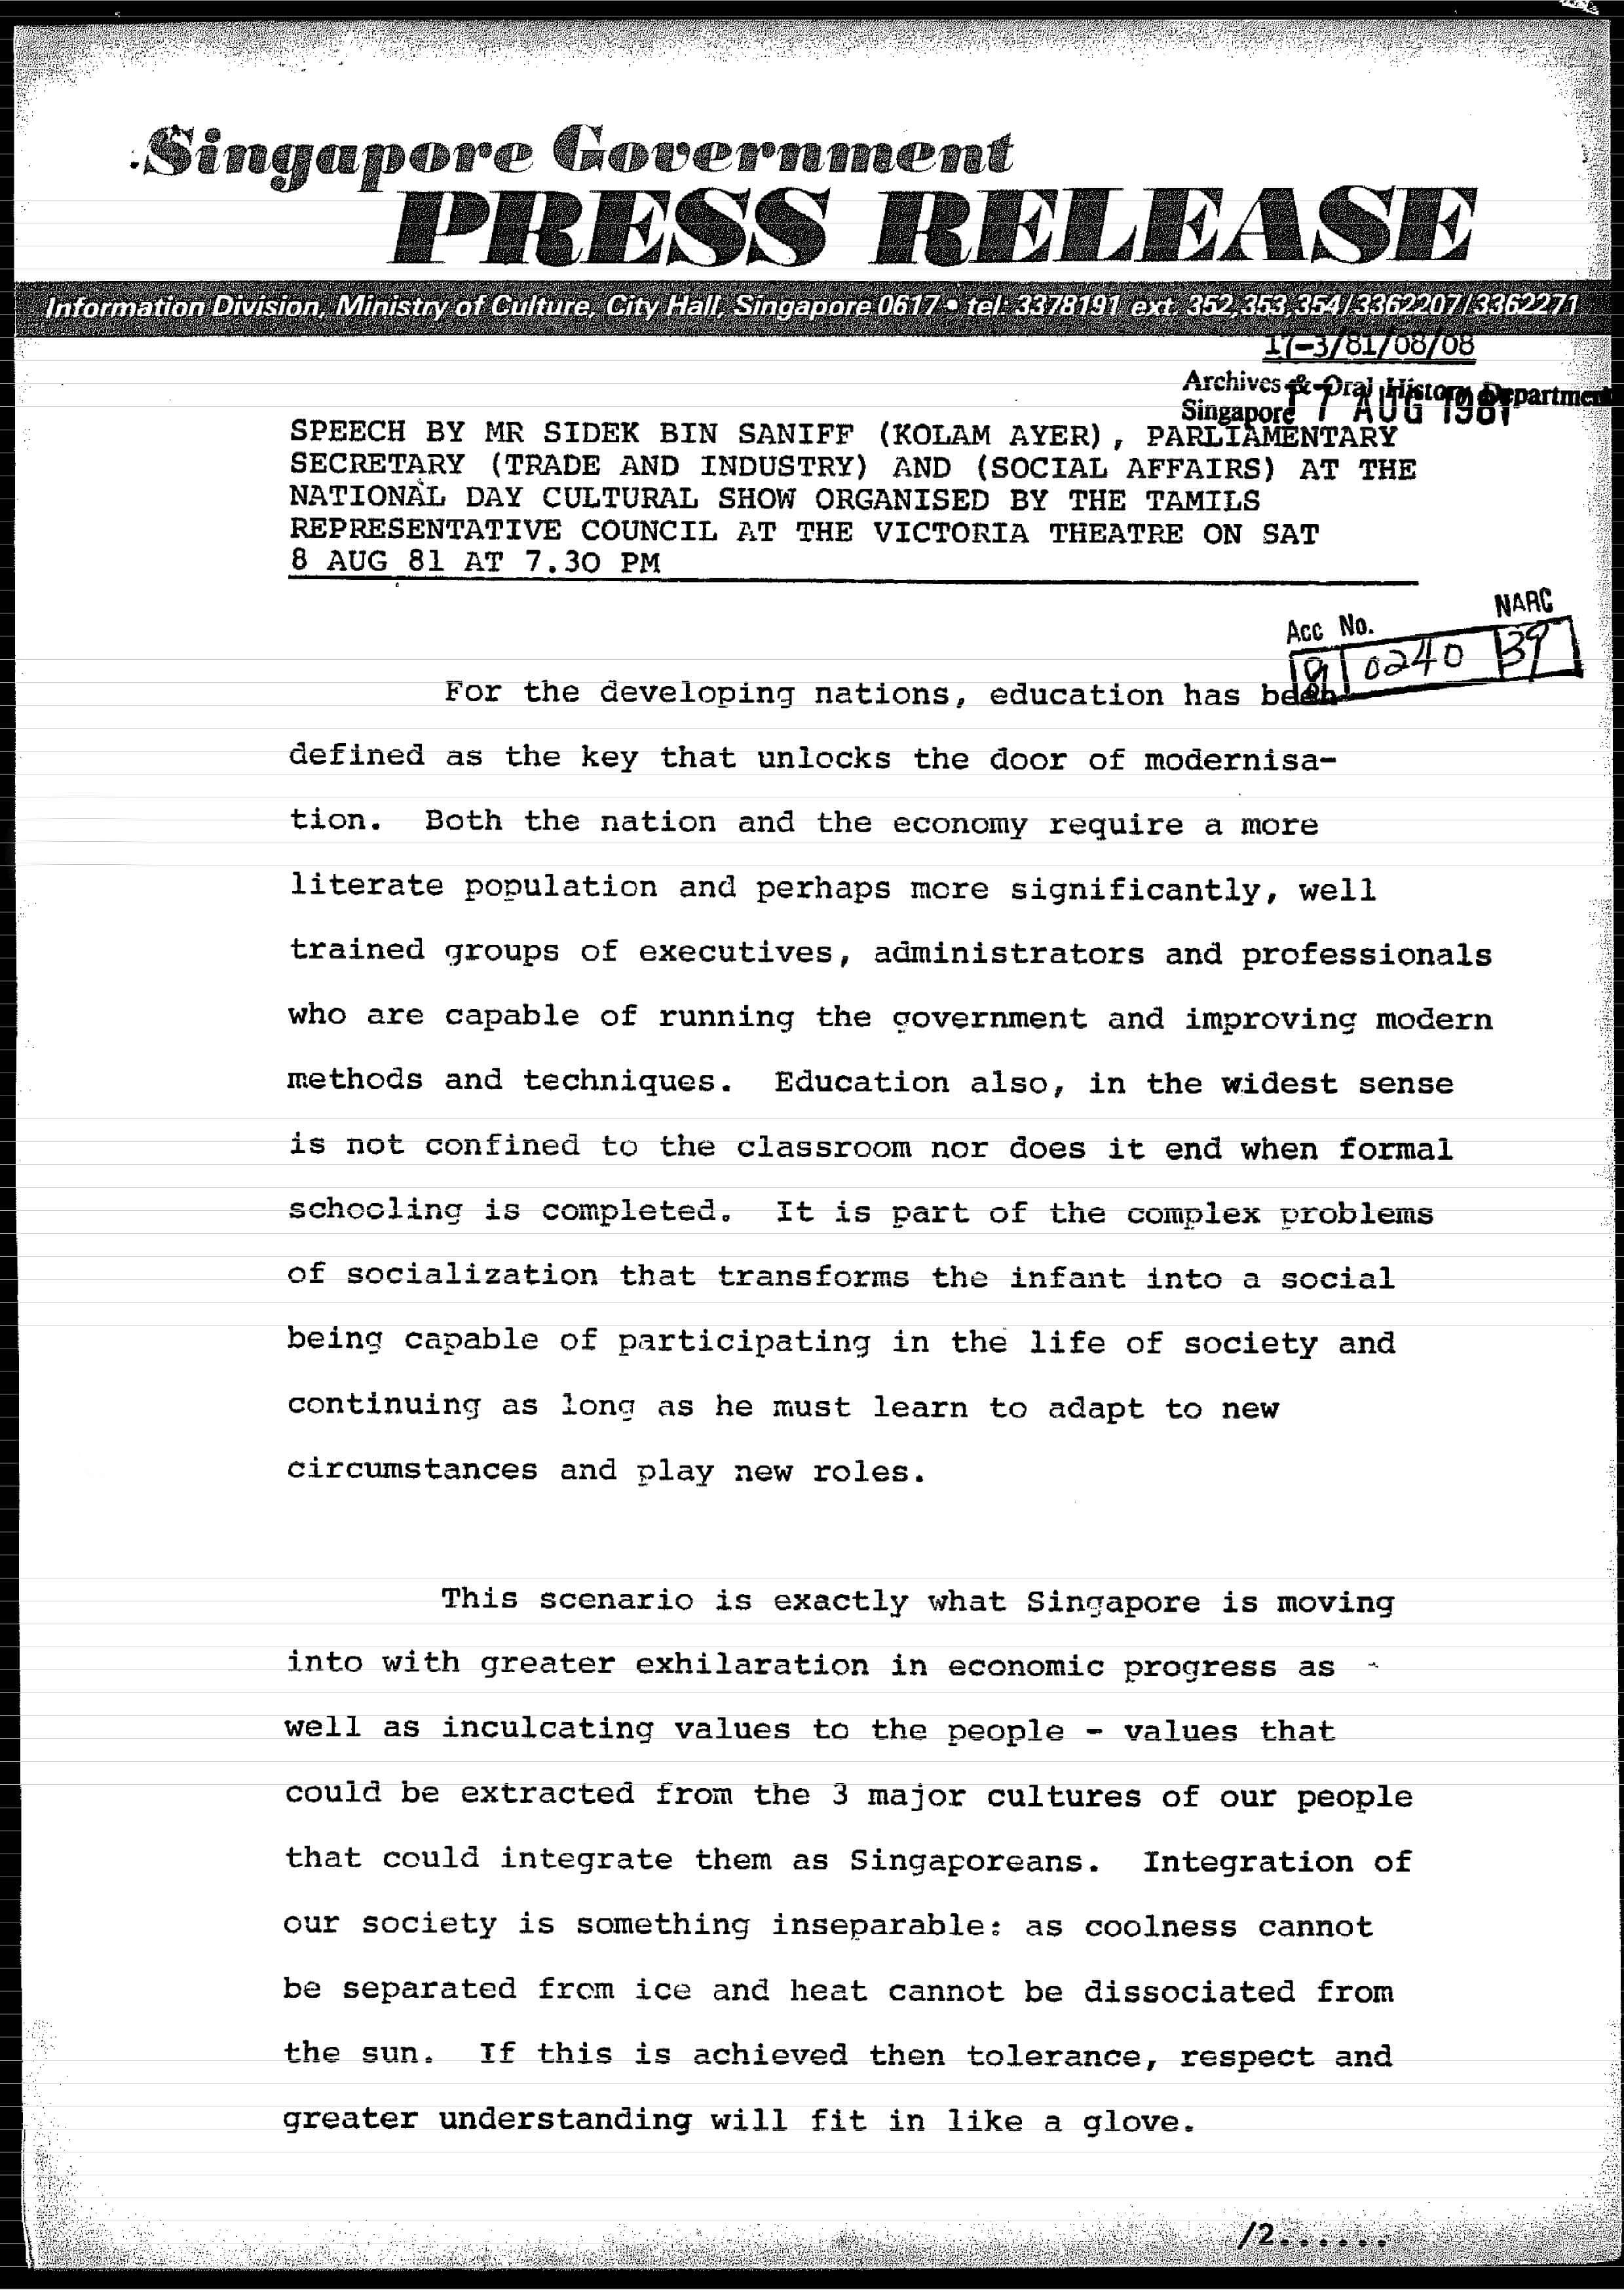 Singapore Government
PRESS RELEASE
Information Division, Ministry of Culture, City Hall, Singapore 0617 • tel: 3378191 ext. 352,353,354/3362207/3362271
17-3/81/08/08
Archives & Oral History Department
Singapore 17 AUG 1981
SPEECH BY MR SIDEK BIN SANIFF (KOLAM AYER), PARLIAMENTARY
SECRETARY (TRADE AND INDUSTRY) AND (SOCIAL AFFAIRS) AT THE
NATIONAL DAY CULTURAL SHOW ORGANISED BY THE TAMILS
REPRESENTATIVE COUNCIL AT THE VICTORIA THEATRE ON SAT
8 AUG 81 AT 7.30 PM
Acc No. NARC
81 0240 39
For the developing nations, education has been
defined as the key that unlocks the door of modernisa-
tion. Both the nation and the economy require a more
literate population and perhaps more significantly, well
trained groups of executives, administrators and professionals
who are capable of running the government and improving modern
methods and techniques. Education also, in the widest sense
is not confined to the classroom nor does it end when formal
schooling is completed. It is part of the complex problems
of socialization that transforms the infant into a social
being capable of participating in the life of society and
continuing as long as he must learn to adapt to new
circumstances and play new roles.
This scenario is exactly what Singapore is moving
into with greater exhilaration in economic progress as
well as inculcating values to the people - values that
could be extracted from the 3 major cultures of our people
that could integrate them as Singaporeans. Integration of
our society is something inseparable: as coolness cannot
be separated from ice and heat cannot be dissociated from
the sun. If this is achieved then tolerance, respect and
greater understanding will fit in like a glove.
/2......